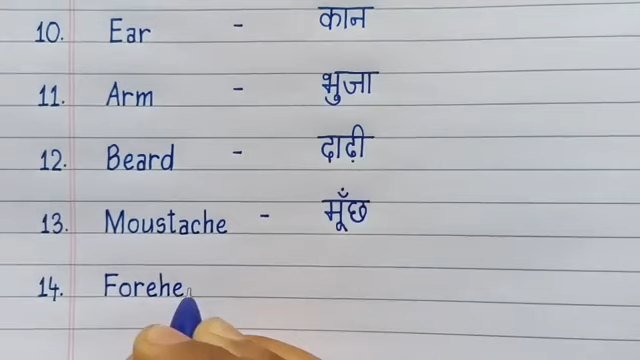 10. Ear - कान
11. Arm - भुजा
12. Beard - दाढ़ी
13. Moustache - मूँछ
14. Forehe